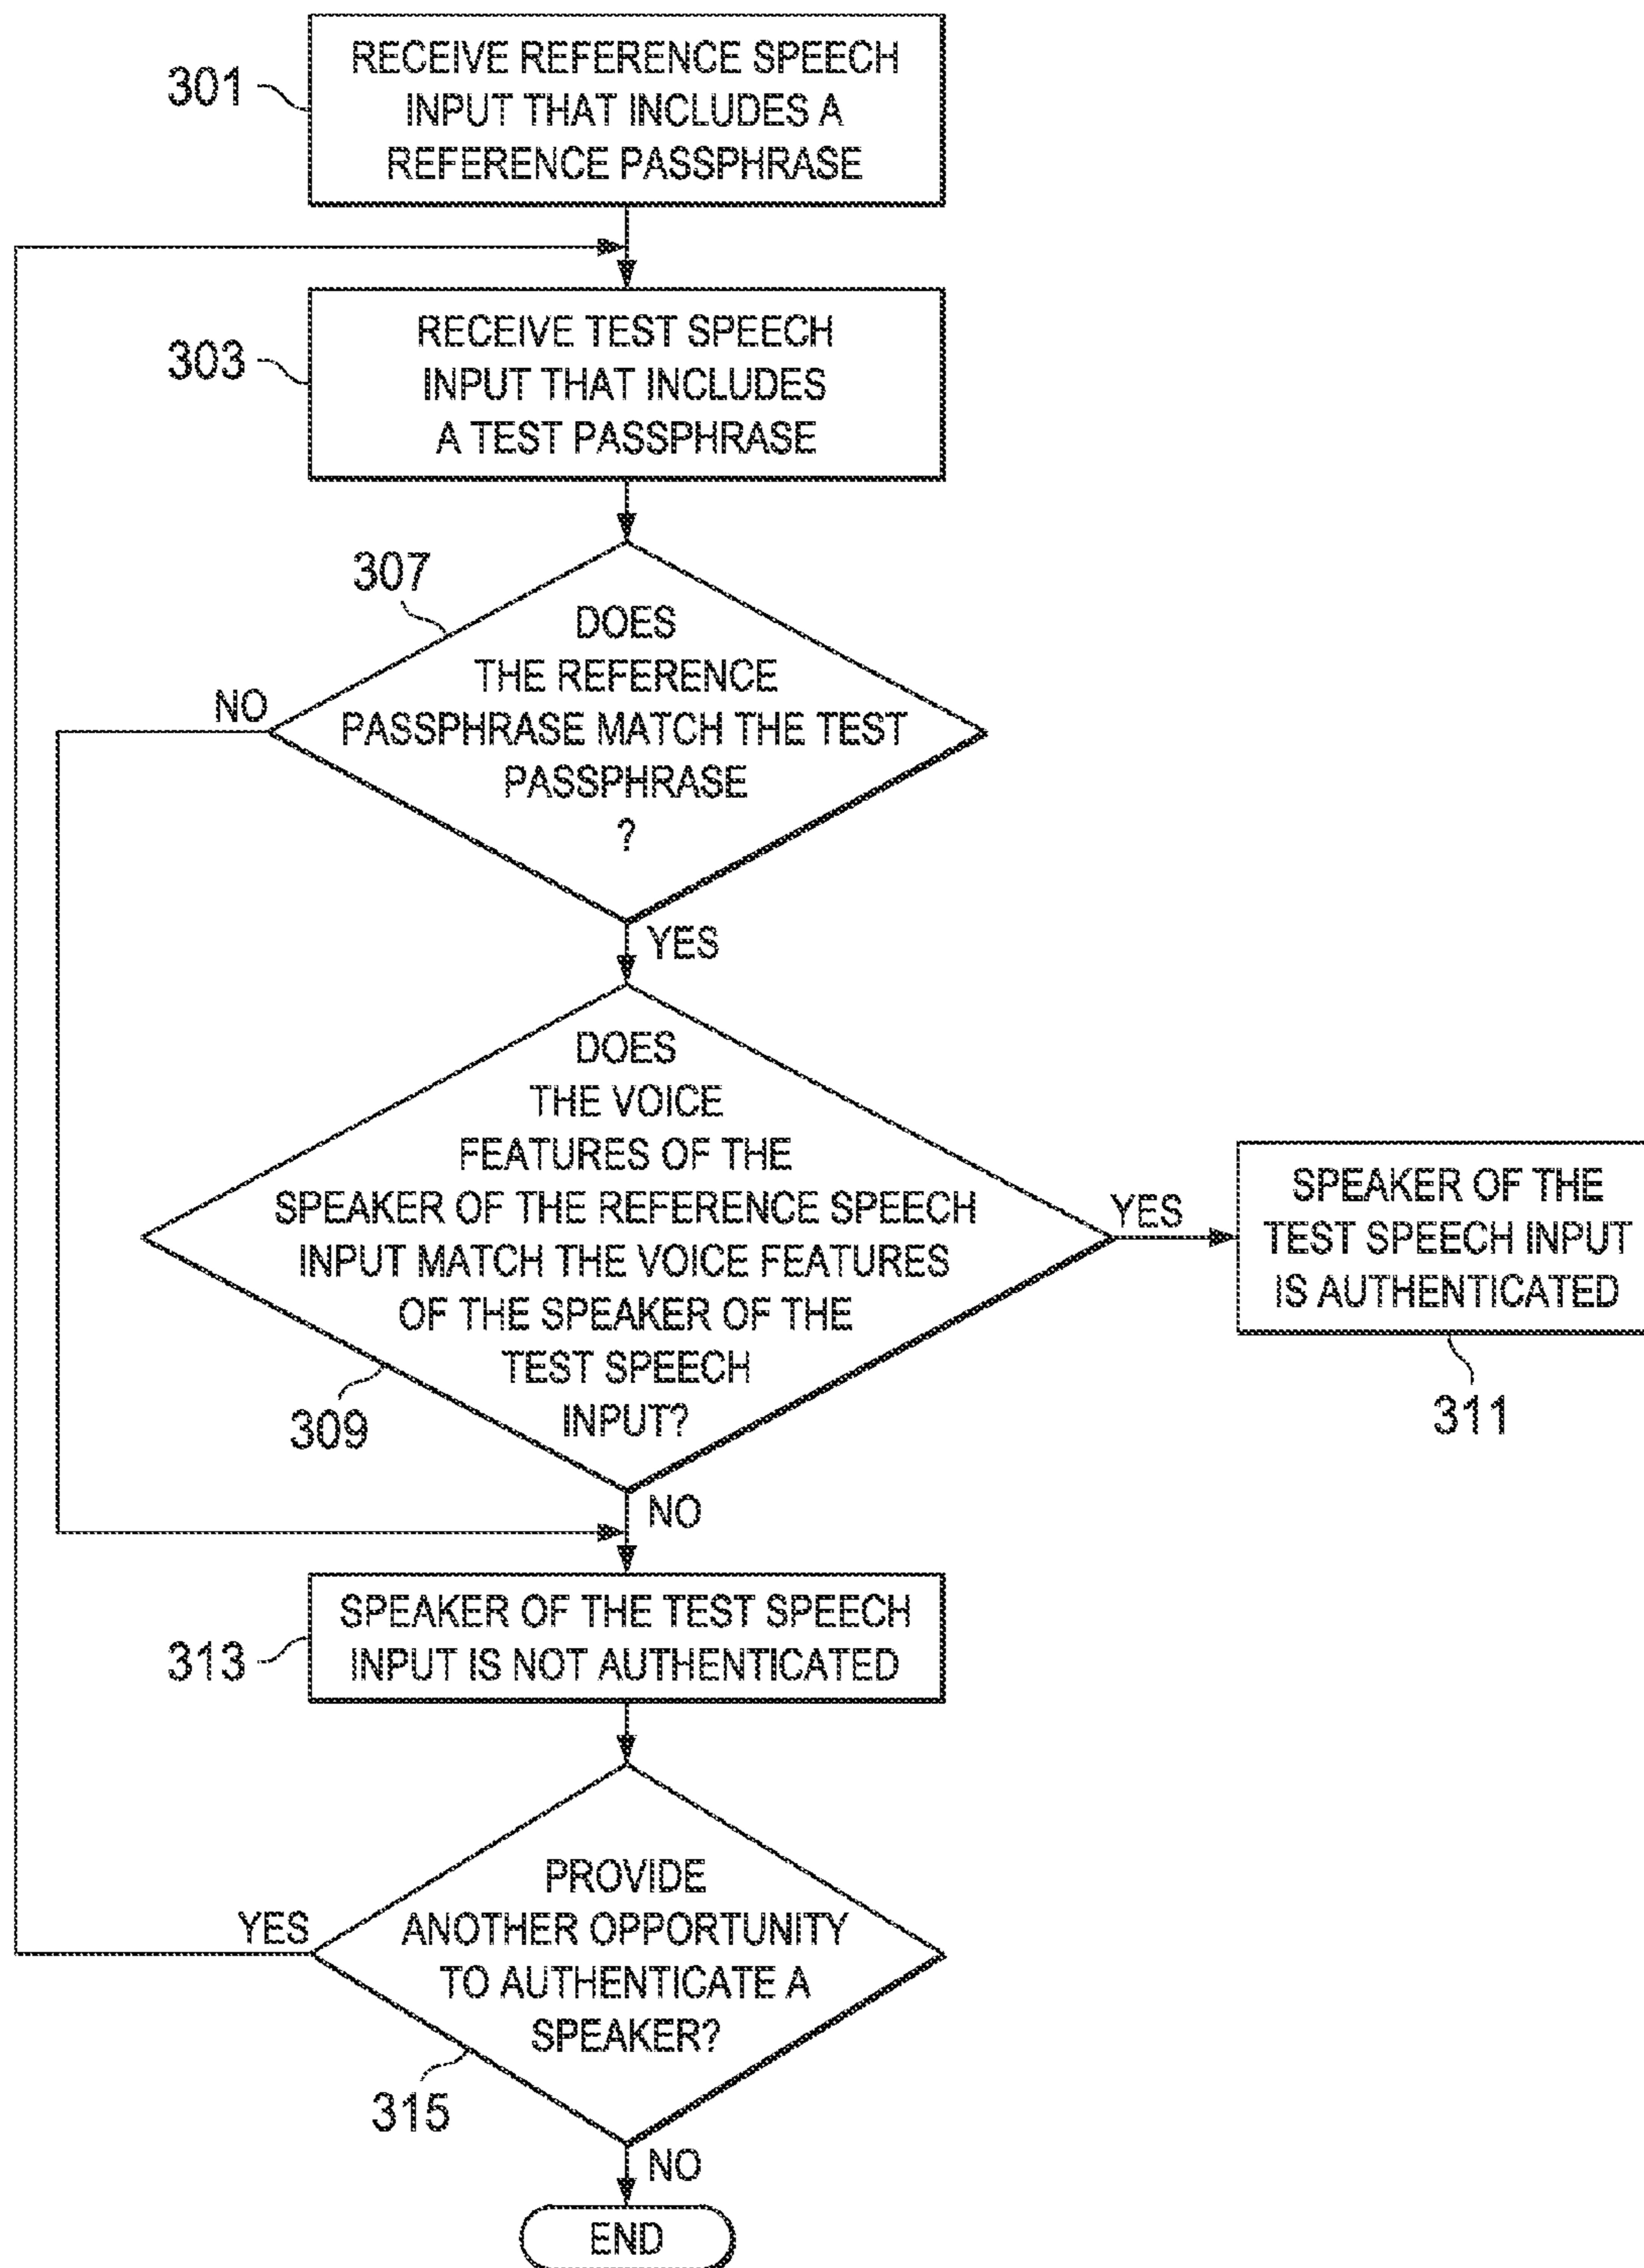 301
RECEIVE REFERENCE SPEECH
INPUT THAT INCLUDES A
REFERENCE PASSPHRASE
303
RECEIVE TEST SPEECH
INPUT THAT INCLUDES
A TEST PASSPHRASE
307
DOES
THE REFERENCE
PASSPHRASE MATCH THE TEST
PASSPHRASE
?
NO
YES
DOES
THE VOICE
FEATURES OF THE
SPEAKER OF THE REFERENCE SPEECH
INPUT MATCH THE VOICE FEATURES
OF THE SPEAKER OF THE
TEST SPEECH
INPUT?
309
YES
SPEAKER OF THE
TEST SPEECH INPUT
IS AUTHENTICATED
311
NO
313
SPEAKER OF THE TEST SPEECH
INPUT IS NOT AUTHENTICATED
PROVIDE
ANOTHER OPPORTUNITY
TO AUTHENTICATE A
SPEAKER?
YES
315
NO
END